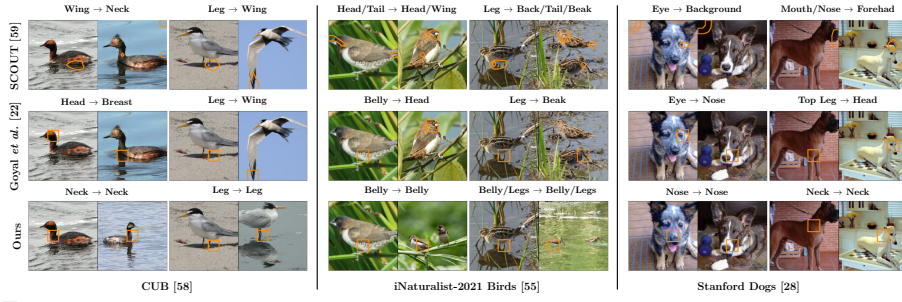 Wing → Neck Leg → Wing Head/Tail → Head/Wing Leg → Back/Tail/Beak Eye → Background Mouth/Nose → Forehad
SCOUT [59]
Head → Breast Leg → Wing Belly → Head Leg → Beak Eye → Nose Top Leg → Head
Goyal et al. [22]
Neck → Neck Leg → Leg Belly → Belly Belly/Legs → Belly/Legs Nose → Nose Neck → Neck
Ours
CUB [58] iNaturalist-2021 Birds [55] Stanford Dogs [28]